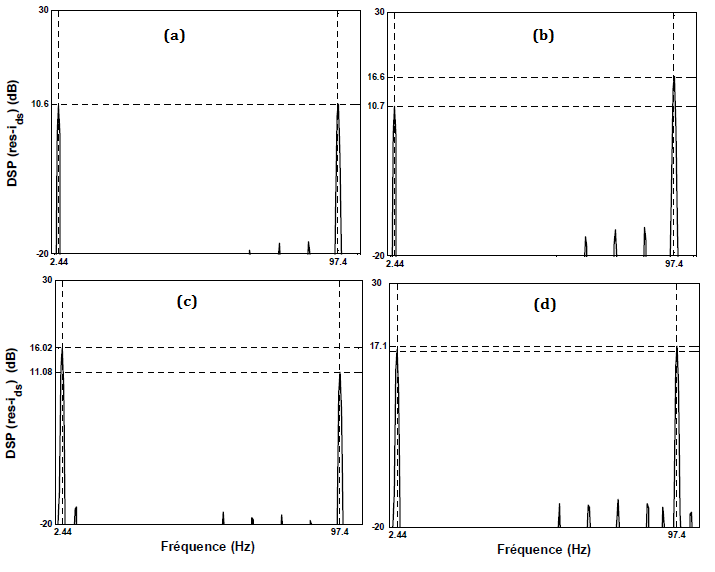 30
(a)
10.6
DSP (res-ids) (dB)
-20
2.44
97.4
30
(b)
16.6
10.7
-20
2.44
97.4
30
(c)
16.02
11.08
DSP (res-ids) (dB)
-20
2.44
97.4
Fréquence (Hz)
30
(d)
17.1
-20
2.44
97.4
Fréquence (Hz)